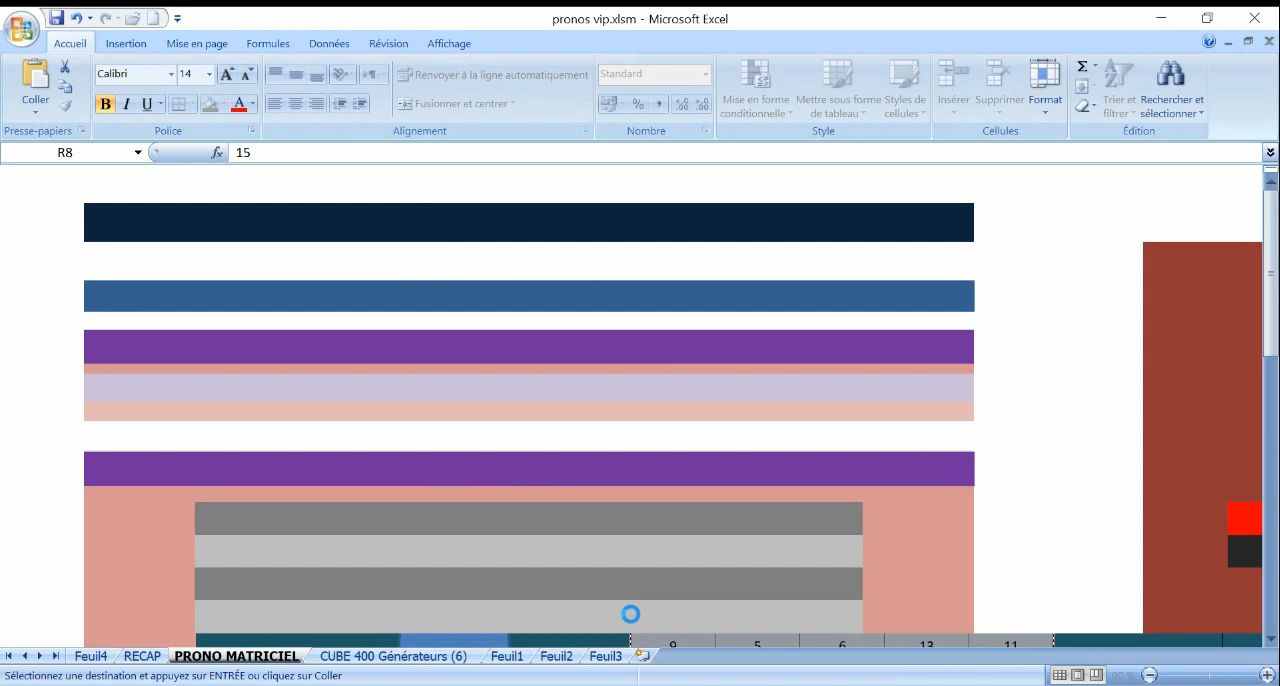 pronos vip.xlsm - Microsoft Excel
Accueil Insertion Mise en page Formules Données Révision Affichage
Coller
Presse-papiers
Calibri 14
Police
Renvoyer à la ligne automatiquement
Fusionner et centrer
Alignement
Standard
% ,
Nombre
Mise en forme conditionnelle
Mettre sous forme de tableau
Styles de cellules
Style
Insérer Supprimer Format
Cellules
Σ
Trier et filtrer
Rechercher et sélectionner
Édition
R8 fx 15
9 5 6 13 11
Feuil4 RECAP PRONO MATRICIEL CUBE 400 Générateurs (6) Feuil1 Feuil2 Feuil3
Sélectionnez une destination et appuyez sur ENTRÉE ou cliquez sur Coller 90 %